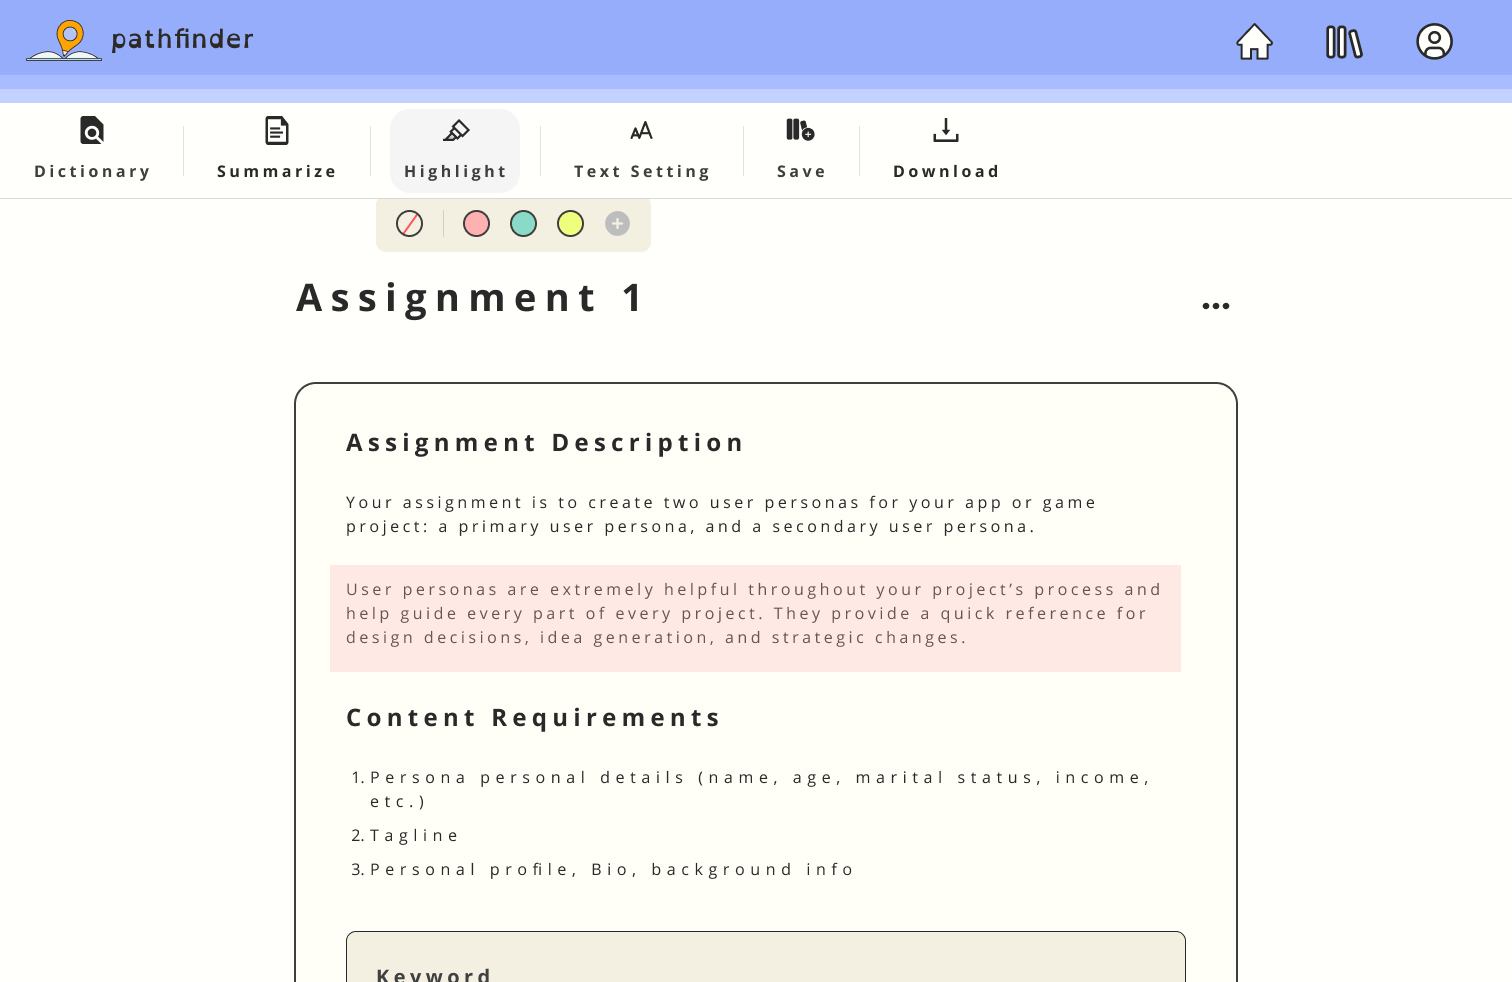 pathfinder
Dictionary
Summarize
Highlight
Text Setting
Save
Download
Assignment 1
Assignment Description
Your assignment is to create two user personas for your app or game
project: a primary user persona, and a secondary user persona.
User personas are extremely helpful throughout your project’s process and
help guide every part of every project. They provide a quick reference for
design decisions, idea generation, and strategic changes.
Content Requirements
1. Persona personal details (name, age, marital status, income,
etc.)
2. Tagline
3. Personal profile, Bio, background info
Keyword